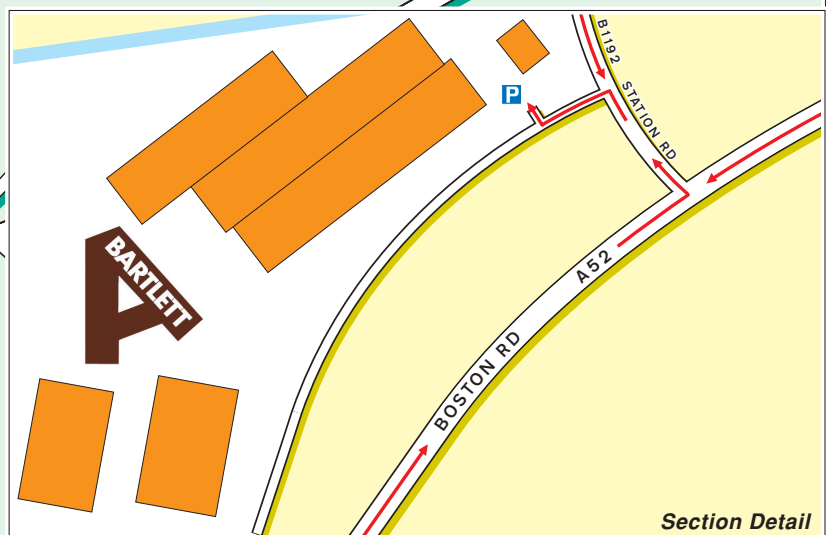 B1192
STATION RD
P
BARTLETT
A52
BOSTON RD
Section Detail